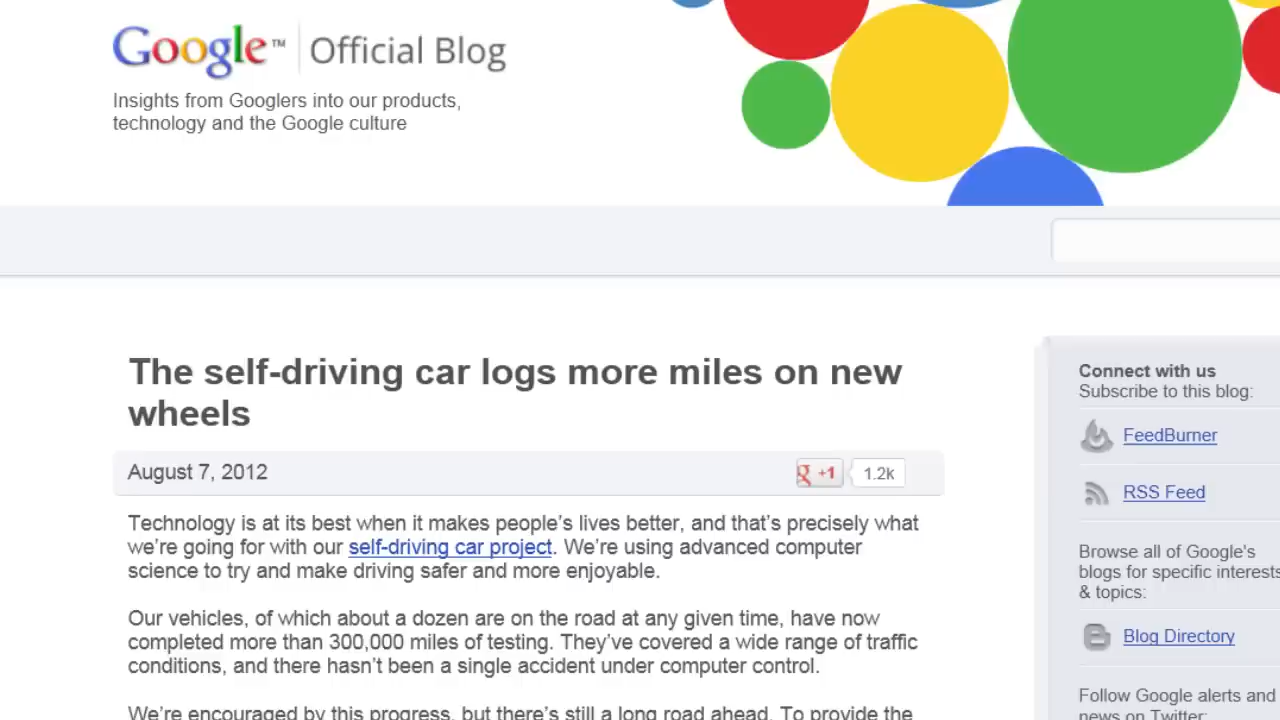 Google™ Official Blog
Insights from Googlers into our products,
technology and the Google culture
The self-driving car logs more miles on new
wheels
August 7, 2012
g +1 1.2k
Technology is at its best when it makes people’s lives better, and that’s precisely what
we’re going for with our self-driving car project. We’re using advanced computer
science to try and make driving safer and more enjoyable.
Our vehicles, of which about a dozen are on the road at any given time, have now
completed more than 300,000 miles of testing. They’ve covered a wide range of traffic
conditions, and there hasn’t been a single accident under computer control.
We’re encouraged by this progress, but there’s still a long road ahead. To provide the
Connect with us
Subscribe to this blog:
FeedBurner
RSS Feed
Browse all of Google's
blogs for specific interests
& topics:
Blog Directory
Follow Google alerts and
news on Twitter: